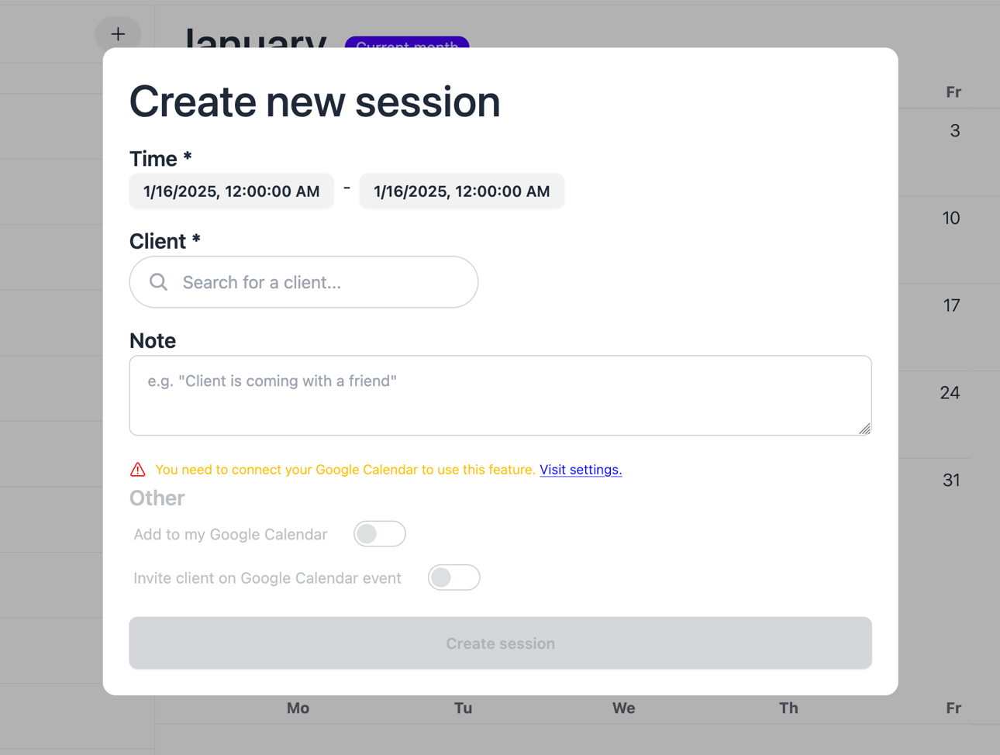 January Current month
Create new session
Time *
1/16/2025, 12:00:00 AM - 1/16/2025, 12:00:00 AM
Client *
Search for a client...
Note
e.g. "Client is coming with a friend"
You need to connect your Google Calendar to use this feature. Visit settings.
Other
Add to my Google Calendar
Invite client on Google Calendar event
Create session
Fr
3
10
17
24
31
Mo Tu We Th Fr